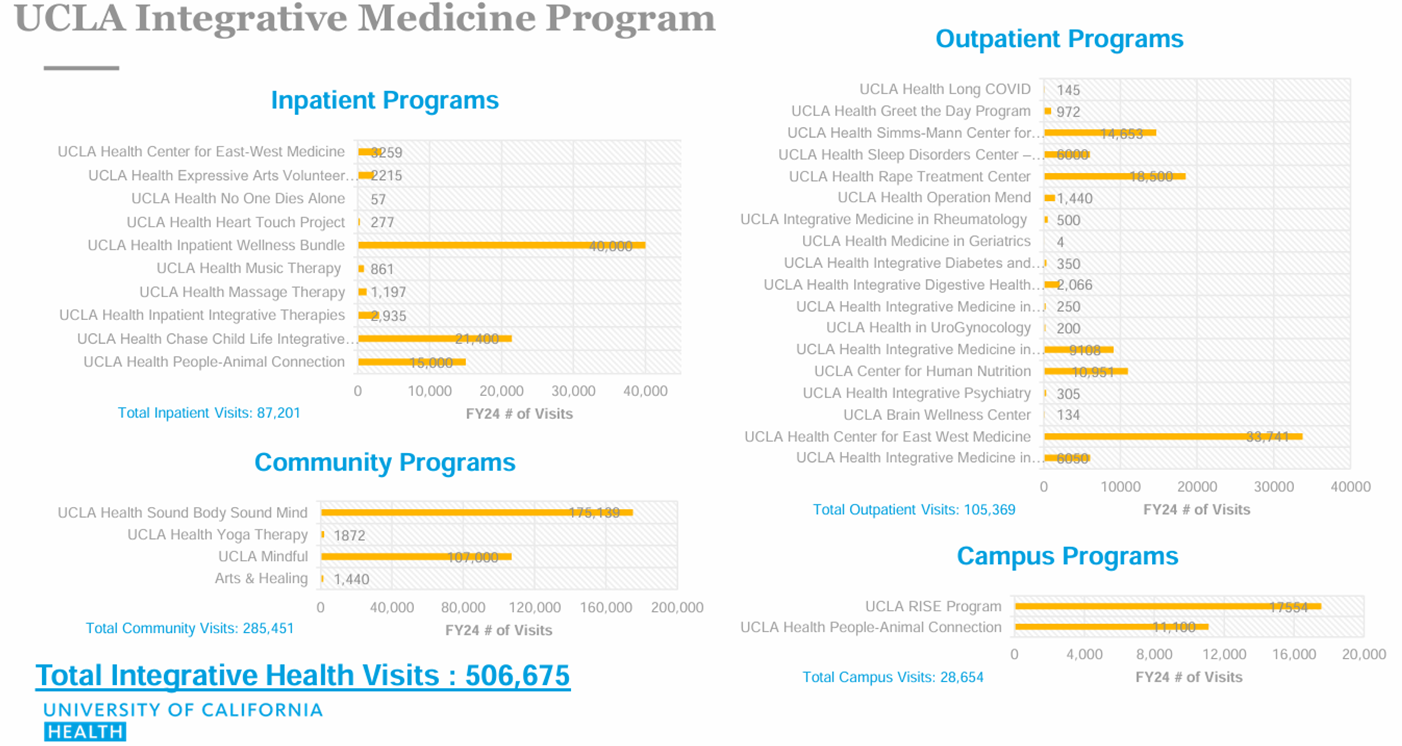 UCLA Integrative Medicine Program
Inpatient Programs
UCLA Health Center for East-West Medicine 3259
UCLA Health Expressive Arts Volunteer... 2215
UCLA Health No One Dies Alone 57
UCLA Health Heart Touch Project 277
UCLA Health Inpatient Wellness Bundle 40,000
UCLA Health Music Therapy 861
UCLA Health Massage Therapy 1,197
UCLA Health Inpatient Integrative Therapies 2,935
UCLA Health Chase Child Life Integrative... 21,400
UCLA Health People-Animal Connection 15,000
0 10,000 20,000 30,000 40,000
Total Inpatient Visits: 87,201 FY24 # of Visits
Community Programs
UCLA Health Sound Body Sound Mind 175,139
UCLA Health Yoga Therapy 1872
UCLA Mindful 107,000
Arts & Healing 1,440
0 40,000 80,000 120,000 160,000 200,000
Total Community Visits: 285,451 FY24 # of Visits
Total Integrative Health Visits : 506,675
UNIVERSITY OF CALIFORNIA
HEALTH
Outpatient Programs
UCLA Health Long COVID 145
UCLA Health Greet the Day Program 972
UCLA Health Simms-Mann Center for... 14,653
UCLA Health Sleep Disorders Center –... 6000
UCLA Health Rape Treatment Center 18,500
UCLA Health Operation Mend 1,440
UCLA Integrative Medicine in Rheumatology 500
UCLA Health Medicine in Geriatrics 4
UCLA Health Integrative Diabetes and... 350
UCLA Health Integrative Digestive Health... 2,066
UCLA Health Integrative Medicine in... 250
UCLA Health in UroGynocology 200
UCLA Health Integrative Medicine in... 9108
UCLA Center for Human Nutrition 10,951
UCLA Health Integrative Psychiatry 305
UCLA Brain Wellness Center 134
UCLA Health Center for East West Medicine 33,741
UCLA Health Integrative Medicine in... 6050
0 10000 20000 30000 40000
Total Outpatient Visits: 105,369 FY24 # of Visits
Campus Programs
UCLA RISE Program 17554
UCLA Health People-Animal Connection 11,100
0 4,000 8,000 12,000 16,000 20,000
Total Campus Visits: 28,654 FY24 # of Visits